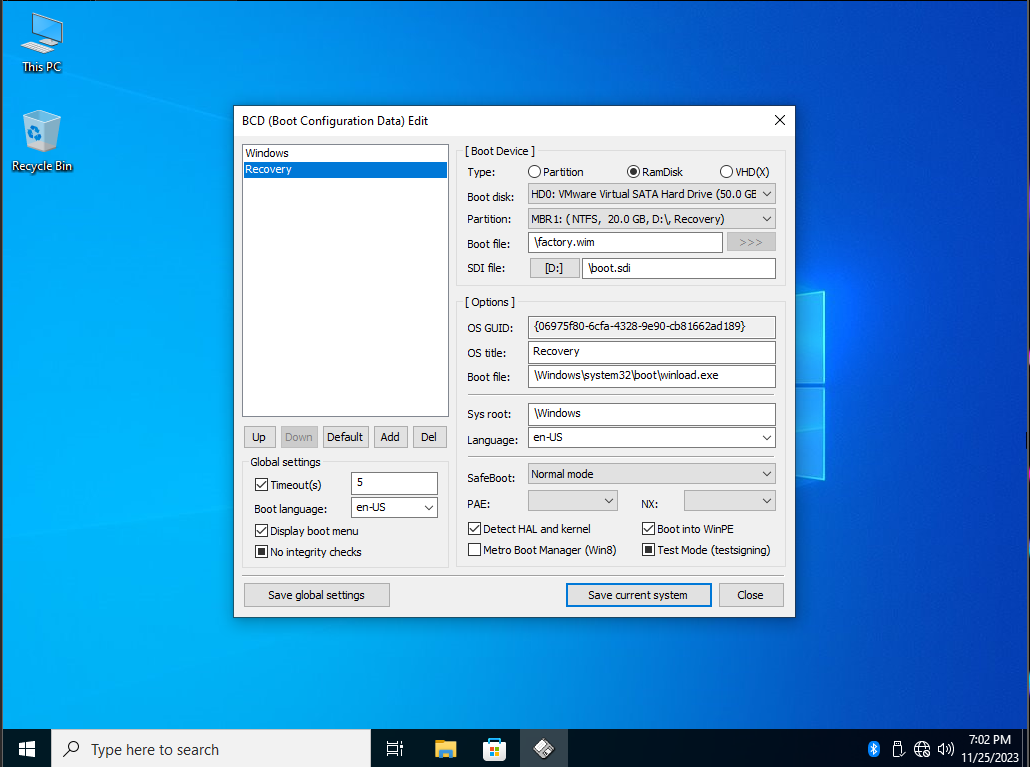 This PC
Recycle Bin
BCD (Boot Configuration Data) Edit
Windows
Recovery
Up
Down
Default
Add
Del
Global settings
Timeout(s)
5
Boot language:
en-US
Display boot menu
No integrity checks
Save global settings
[ Boot Device ]
Type:
Partition
RamDisk
VHD(X)
Boot disk:
HD0: VMware Virtual SATA Hard Drive (50.0 GB
Partition:
MBR1: ( NTFS, 20.0 GB, D:\, Recovery)
Boot file:
\factory.wim
>>>
SDI file:
[D:]
\boot.sdi
[ Options ]
OS GUID:
{06975f80-6cfa-4328-9e90-cb81662ad189}
OS title:
Recovery
Boot file:
\Windows\system32\boot\winload.exe
Sys root:
\Windows
Language:
en-US
SafeBoot:
Normal mode
PAE:
NX:
Detect HAL and kernel
Boot into WinPE
Metro Boot Manager (Win8)
Test Mode (testsigning)
Save current system
Close
Type here to search
7:02 PM
11/25/2023